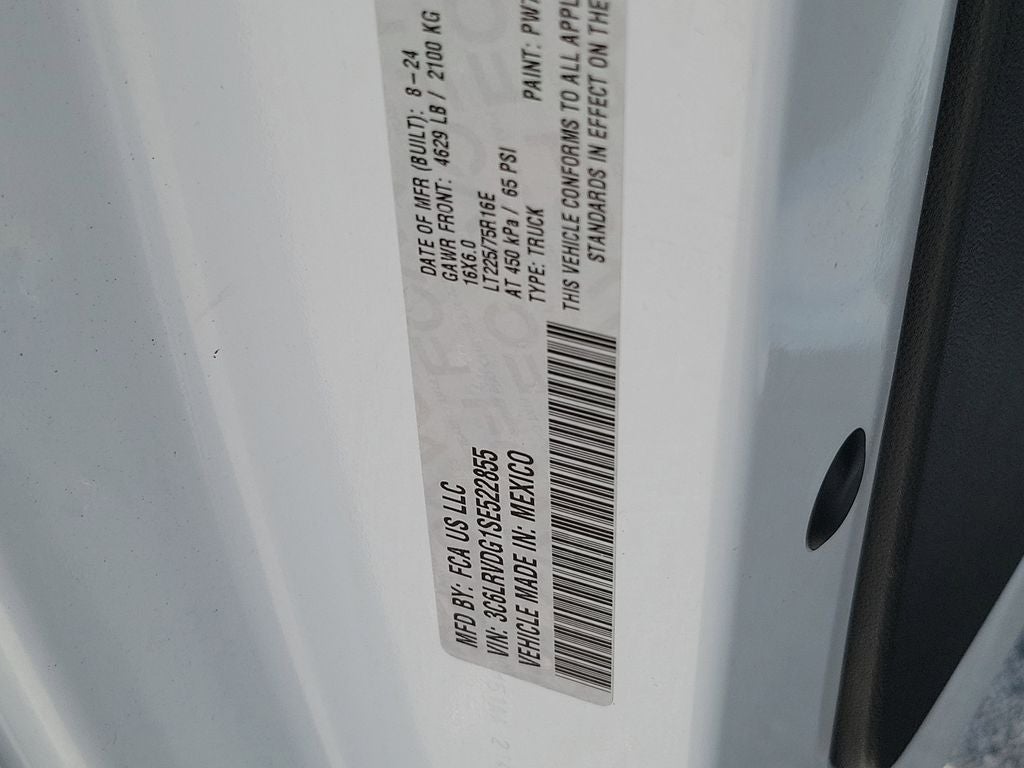 MFD BY: FCA US LLC
DATE OF MFR (BUILT): 8-24
VIN: 3C6LRVDG1SE522855
GAWR FRONT: 4629 LB / 2100 KG
16X6.0
VEHICLE MADE IN: MEXICO
LT225/75R16E
AT 450 kPa / 65 PSI
TYPE: TRUCK
PAINT: PW7
THIS VEHICLE CONFORMS TO ALL
STANDARDS IN EFFECT ON THE